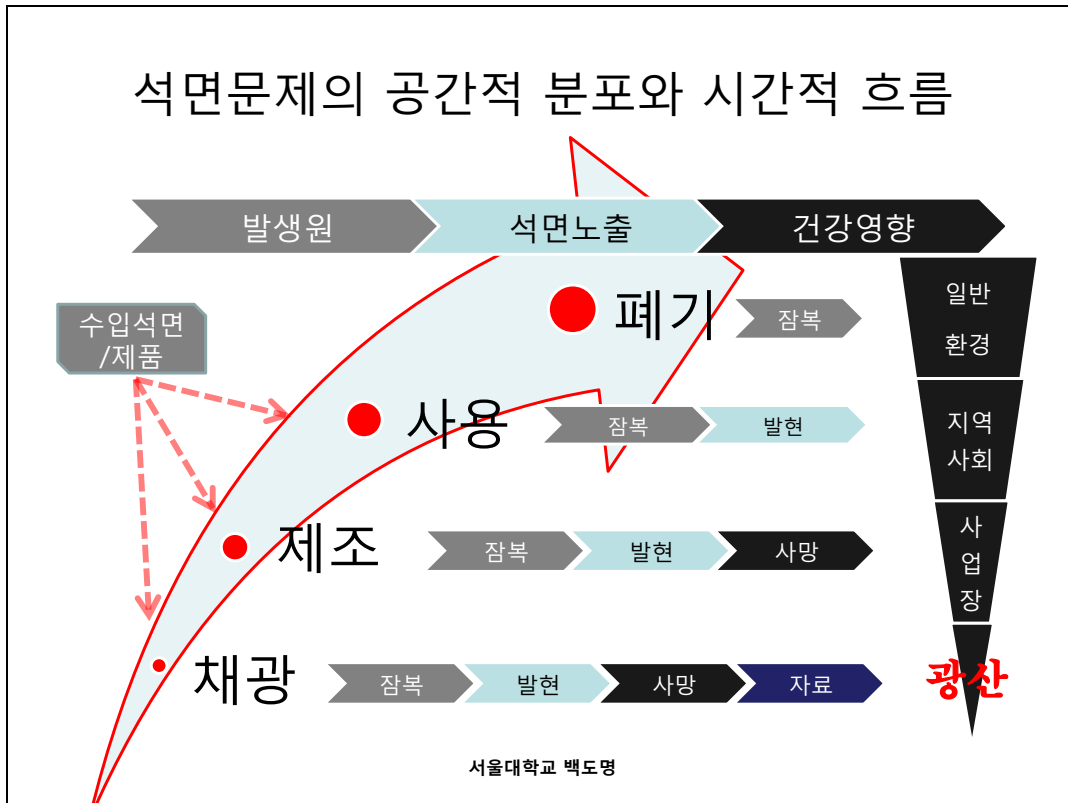 석면문제의 공간적 분포와 시간적 흐름
발생원
석면노출
건강영향
수입석면
/제품
폐기
잠복
일반
환경
사용
잠복
발현
지역
사회
제조
잠복
발현
사망
사
업
장
채광
잠복
발현
사망
자료
광산
서울대학교 백도명